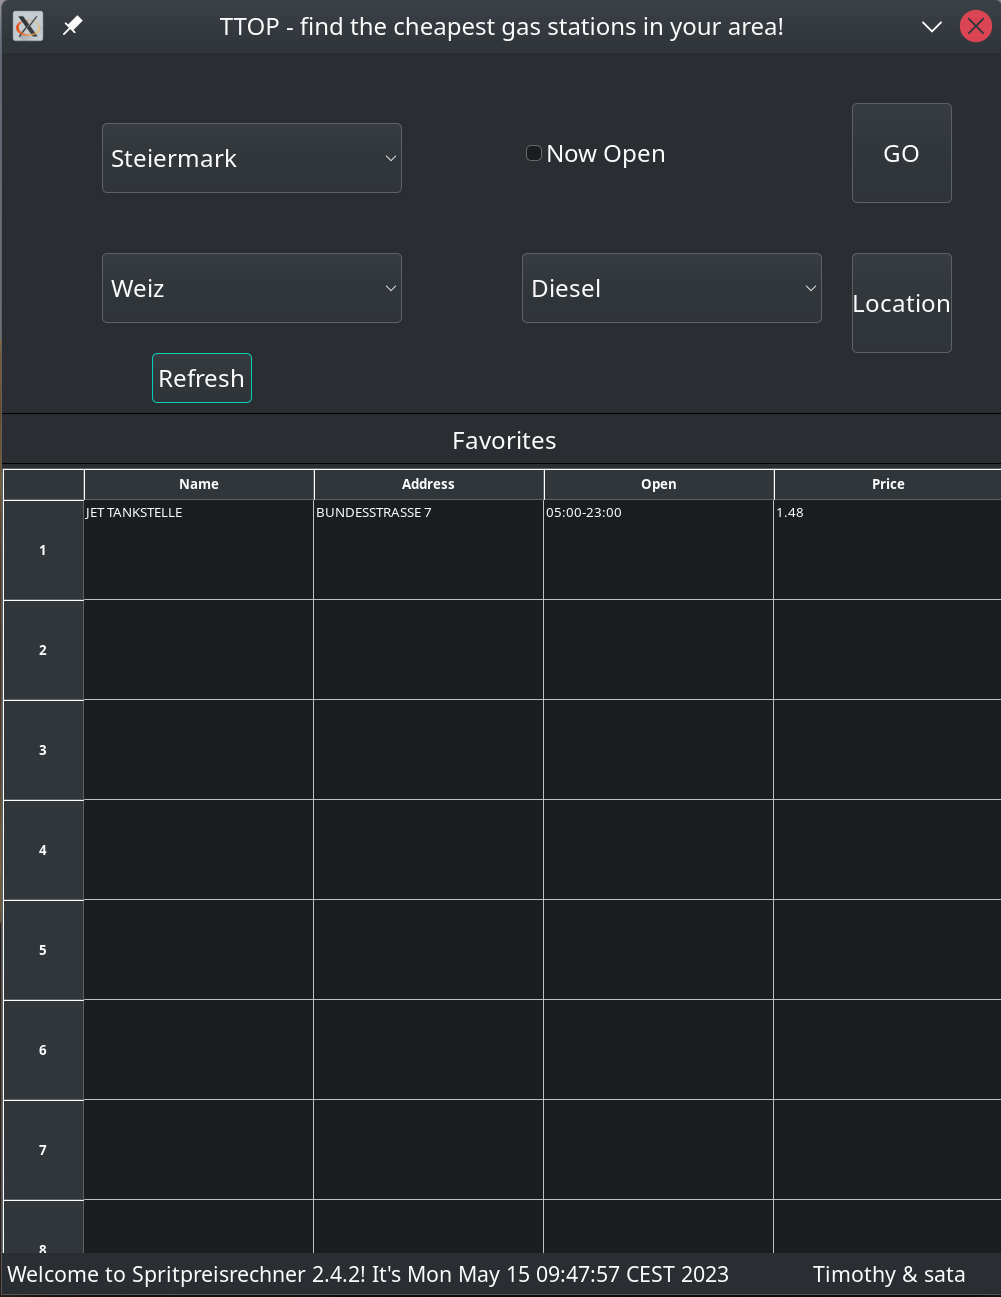 TTOP - find the cheapest gas stations in your area!
Steiermark
Now Open
GO
Weiz
Diesel
Location
Refresh
Favorites
Name Address Open Price
1 JET TANKSTELLE BUNDESSTRASSE 7 05:00-23:00 1.48
2
3
4
5
6
7
8
Welcome to Spritpreisrechner 2.4.2! It's Mon May 15 09:47:57 CEST 2023 Timothy & sata